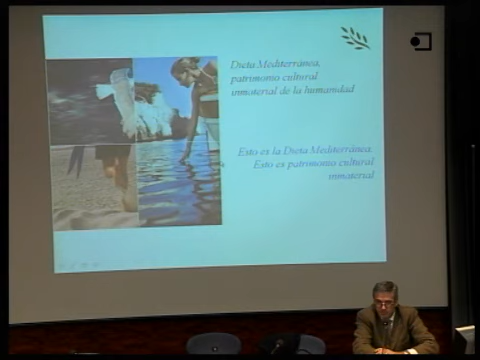 Dieta Mediterránea,
patrimonio cultural
inmaterial de la humanidad
Esto es la Dieta Mediterránea.
Esto es patrimonio cultural
inmaterial